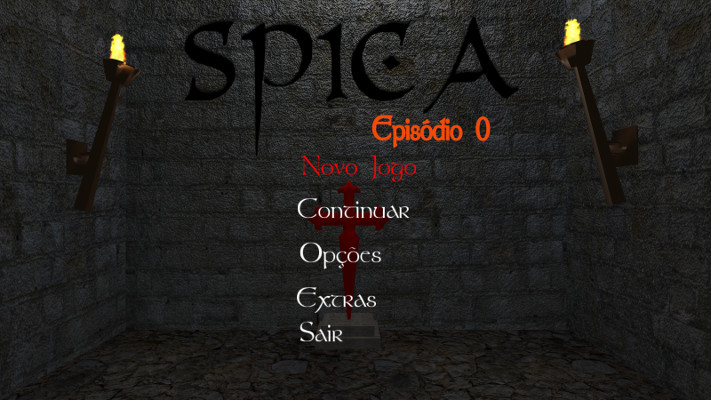 SPICA
Episódio 0
Novo Jogo
Continuar
Opções
Extras
Sair